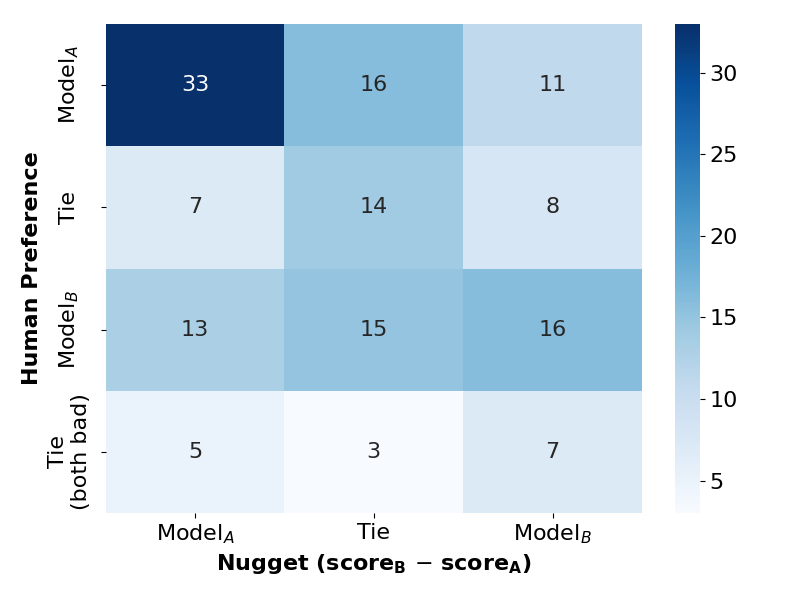 Human Preference
Model_A
33 16 11
Tie
7 14 8
Model_B
13 15 16
Tie
(both bad)
5 3 7
Model_A Tie Model_B
Nugget (score_B − score_A)
30
25
20
15
10
5